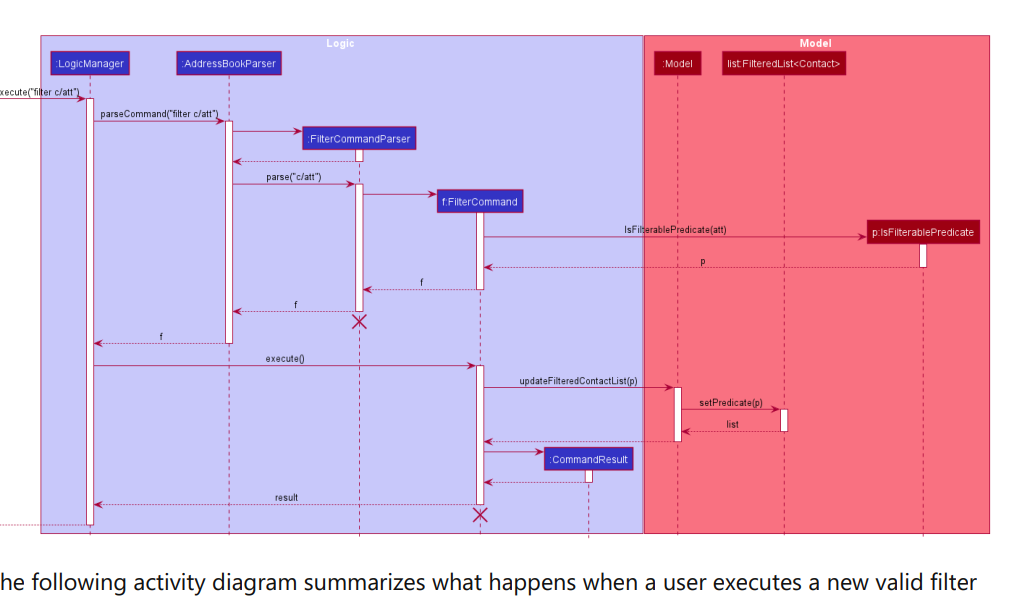 Logic
Model
:LogicManager
:AddressBookParser
:Model
list:FilteredList<Contact>
xecute("filter c/att")
parseCommand("filter c/att")
:FilterCommandParser
parse("c/att")
f:FilterCommand
IsFilterablePredicate(att)
p:IsFilterablePredicate
p
f
f
f
execute()
updateFilteredContactList(p)
setPredicate(p)
list
:CommandResult
result
he following activity diagram summarizes what happens when a user executes a new valid filter